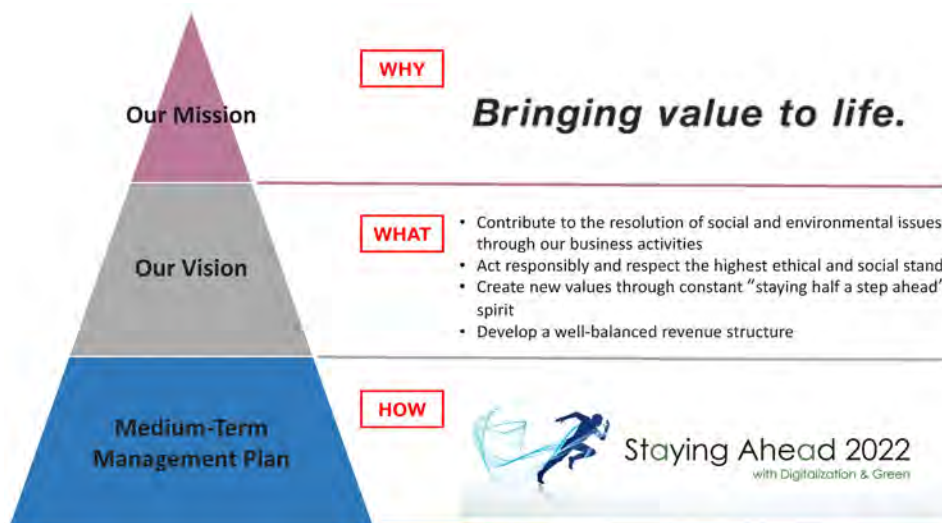 WHY
Our Mission
Bringing value to life.
WHAT
Our Vision
• Contribute to the resolution of social and environmental issues
through our business activities
• Act responsibly and respect the highest ethical and social stand
• Create new values through constant "staying half a step ahead"
spirit
• Develop a well-balanced revenue structure
HOW
Medium-Term
Management Plan
Staying Ahead 2022
with Digitalization & Green